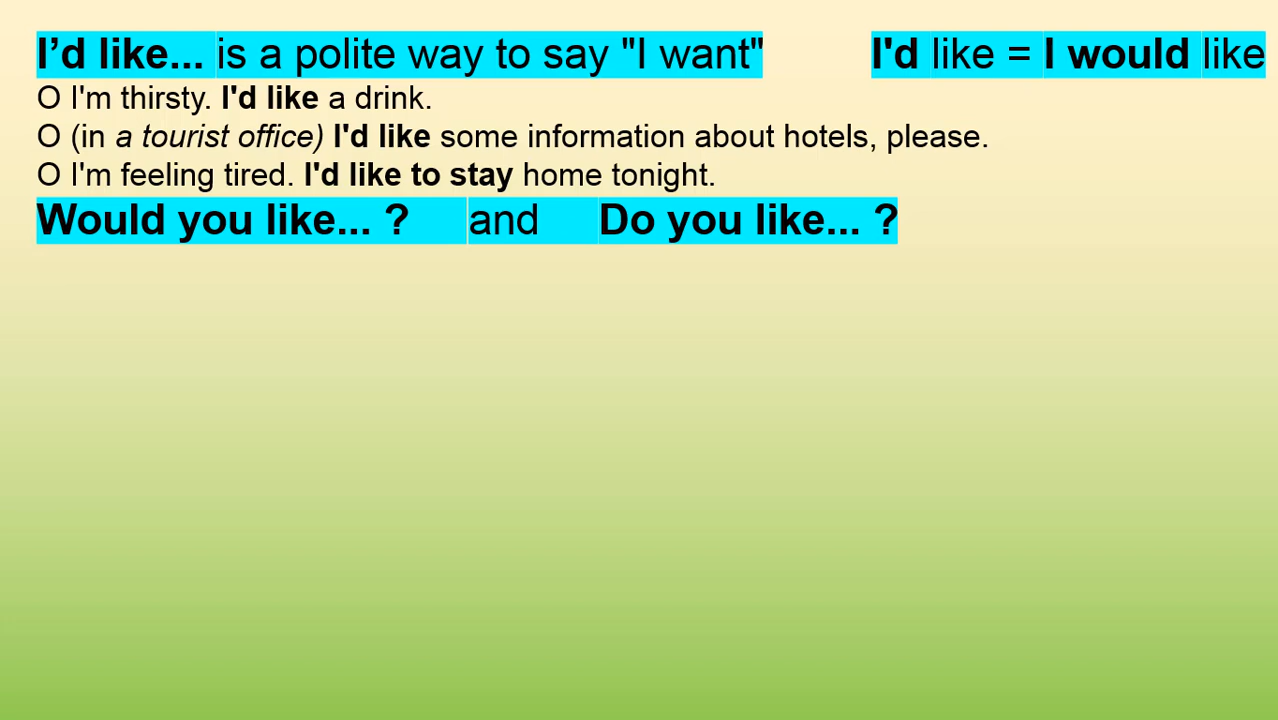 I’d like... is a polite way to say "I want" I'd like = I would like
O I'm thirsty. I'd like a drink.
O (in a tourist office) I'd like some information about hotels, please.
O I'm feeling tired. I'd like to stay home tonight.
Would you like... ? and Do you like... ?